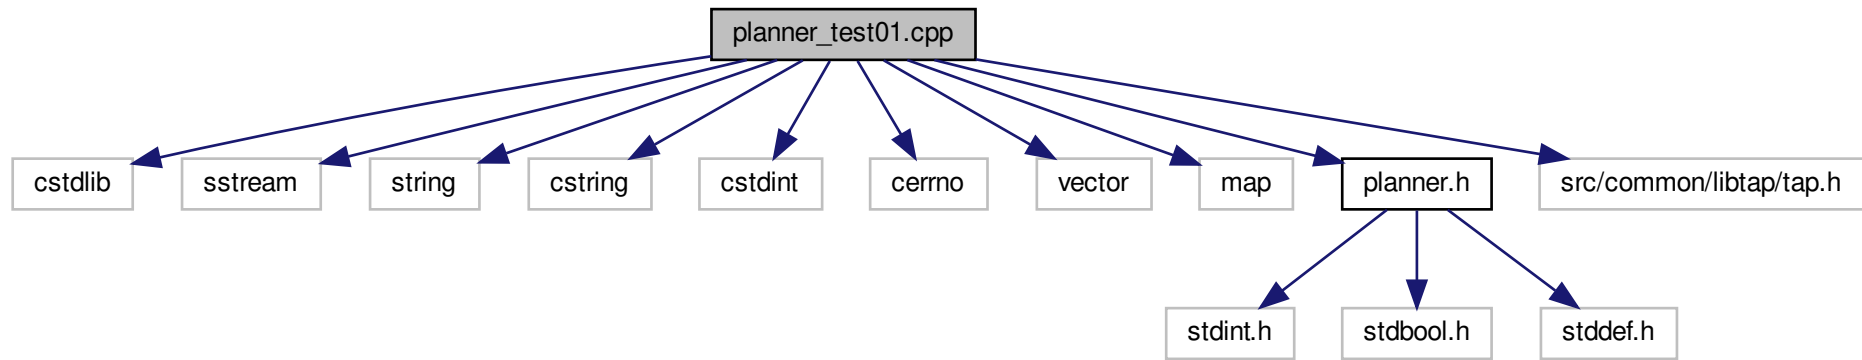 planner_test01.cpp
cstdlib
sstream
string
cstring
cstdint
cerrno
vector
map
planner.h
src/common/libtap/tap.h
stdint.h
stdbool.h
stddef.h